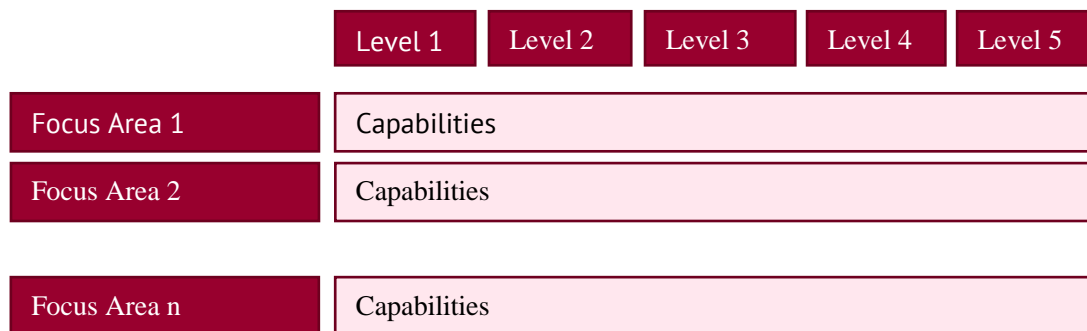 Level 1 Level 2 Level 3 Level 4 Level 5
Focus Area 1 Capabilities
Focus Area 2 Capabilities
Focus Area n Capabilities